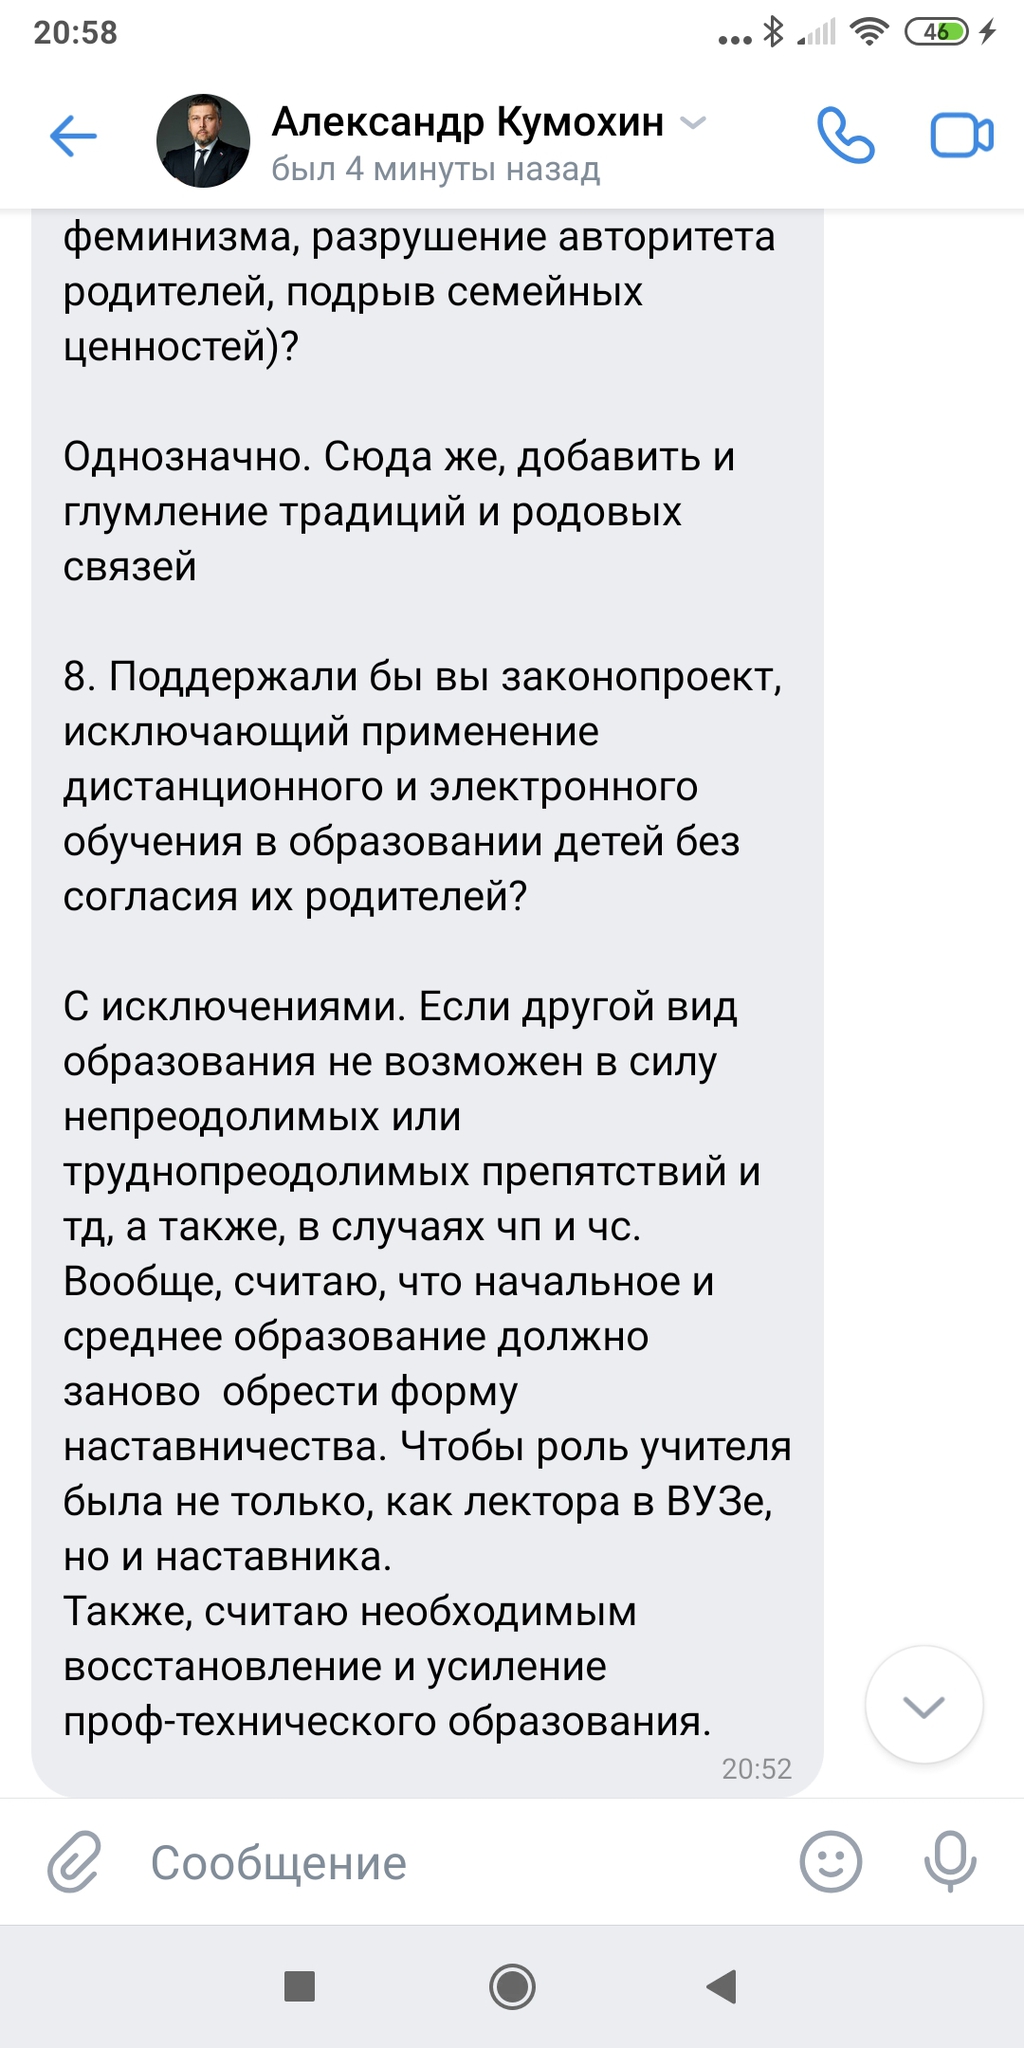 20:58
46
Александр Кумохин
был 4 минуты назад
феминизма, разрушение авторитета
родителей, подрыв семейных
ценностей)?
Однозначно. Сюда же, добавить и
глумление традиций и родовых
связей
8. Поддержали бы вы законопроект,
исключающий применение
дистанционного и электронного
обучения в образовании детей без
согласия их родителей?
С исключениями. Если другой вид
образования не возможен в силу
непреодолимых или
труднопреодолимых препятствий и
тд, а также, в случаях чп и чс.
Вообще, считаю, что начальное и
среднее образование должно
заново  обрести форму
наставничества. Чтобы роль учителя
была не только, как лектора в ВУЗе,
но и наставника.
Также, считаю необходимым
восстановление и усиление
проф-технического образования.
20:52
Сообщение